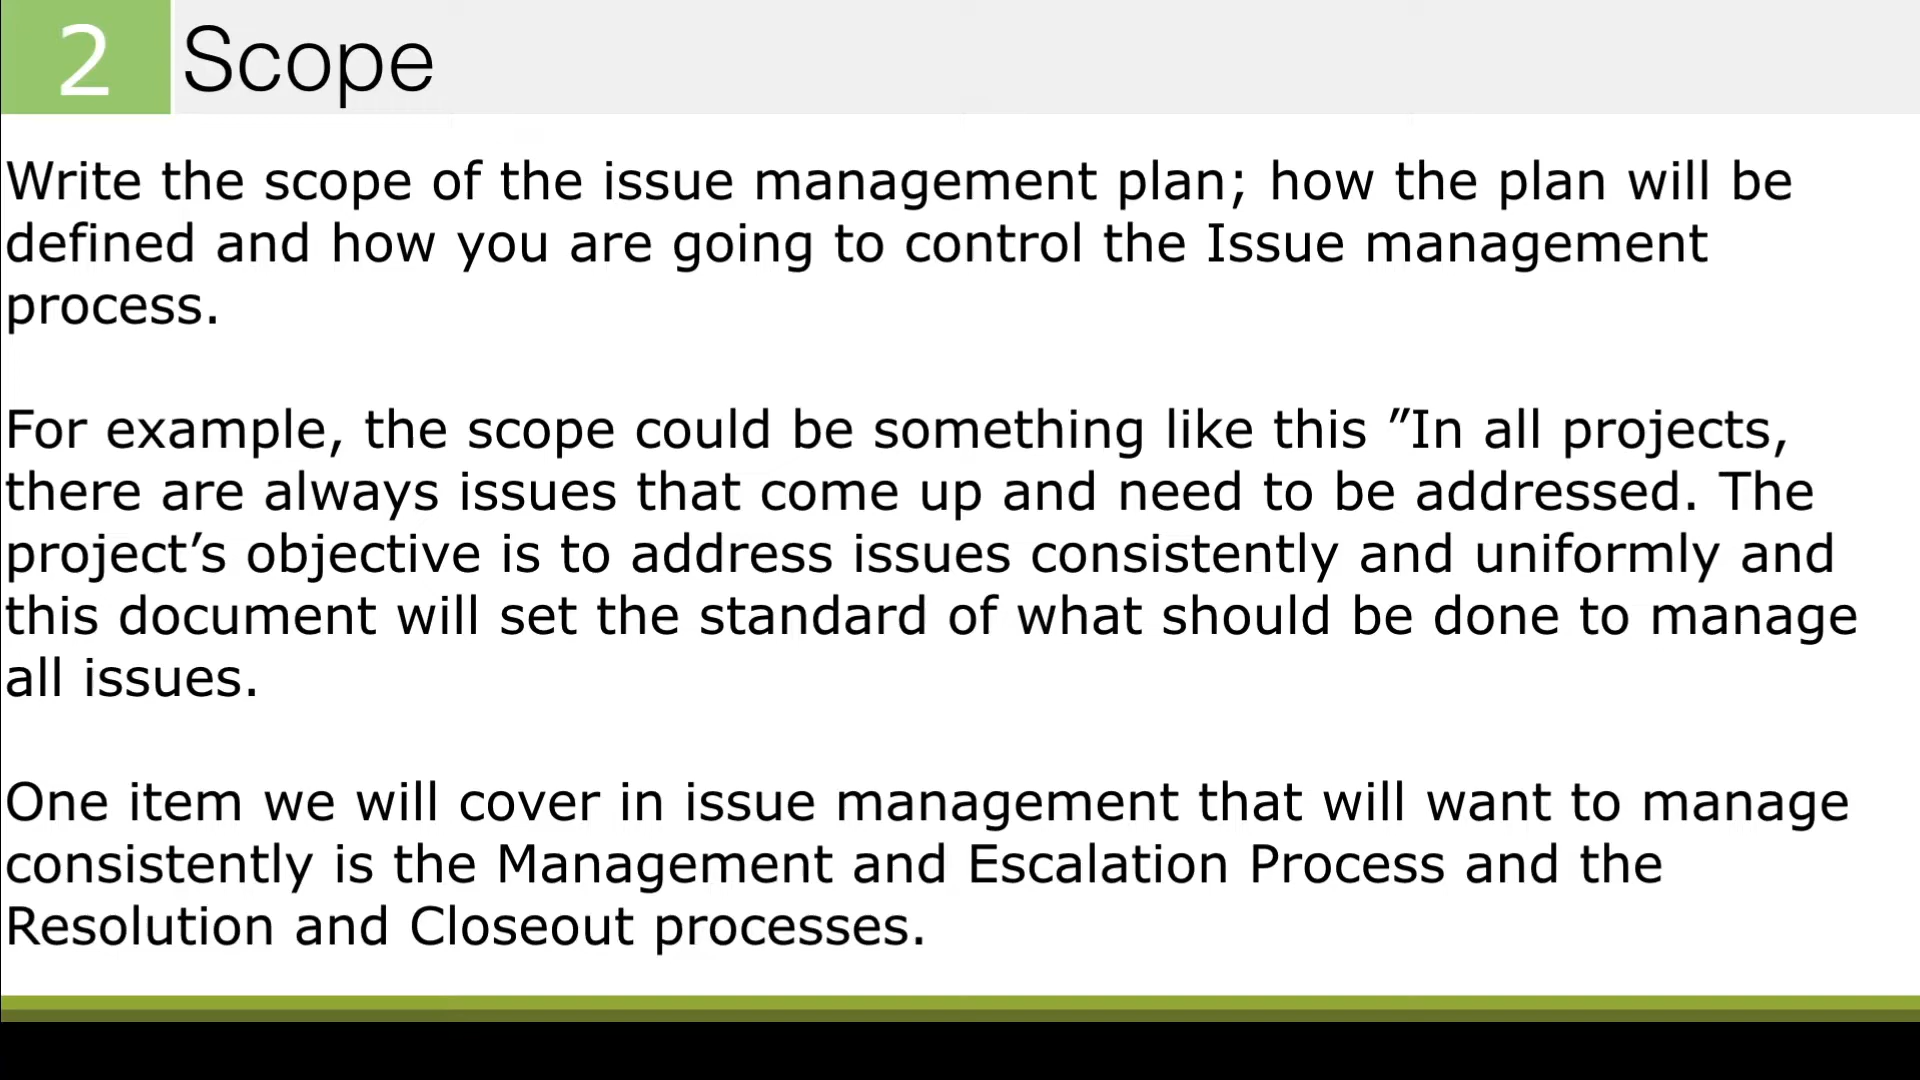 2 Scope
Write the scope of the issue management plan; how the plan will be
defined and how you are going to control the Issue management
process.
For example, the scope could be something like this ”In all projects,
there are always issues that come up and need to be addressed. The
project’s objective is to address issues consistently and uniformly and
this document will set the standard of what should be done to manage
all issues.
One item we will cover in issue management that will want to manage
consistently is the Management and Escalation Process and the
Resolution and Closeout processes.